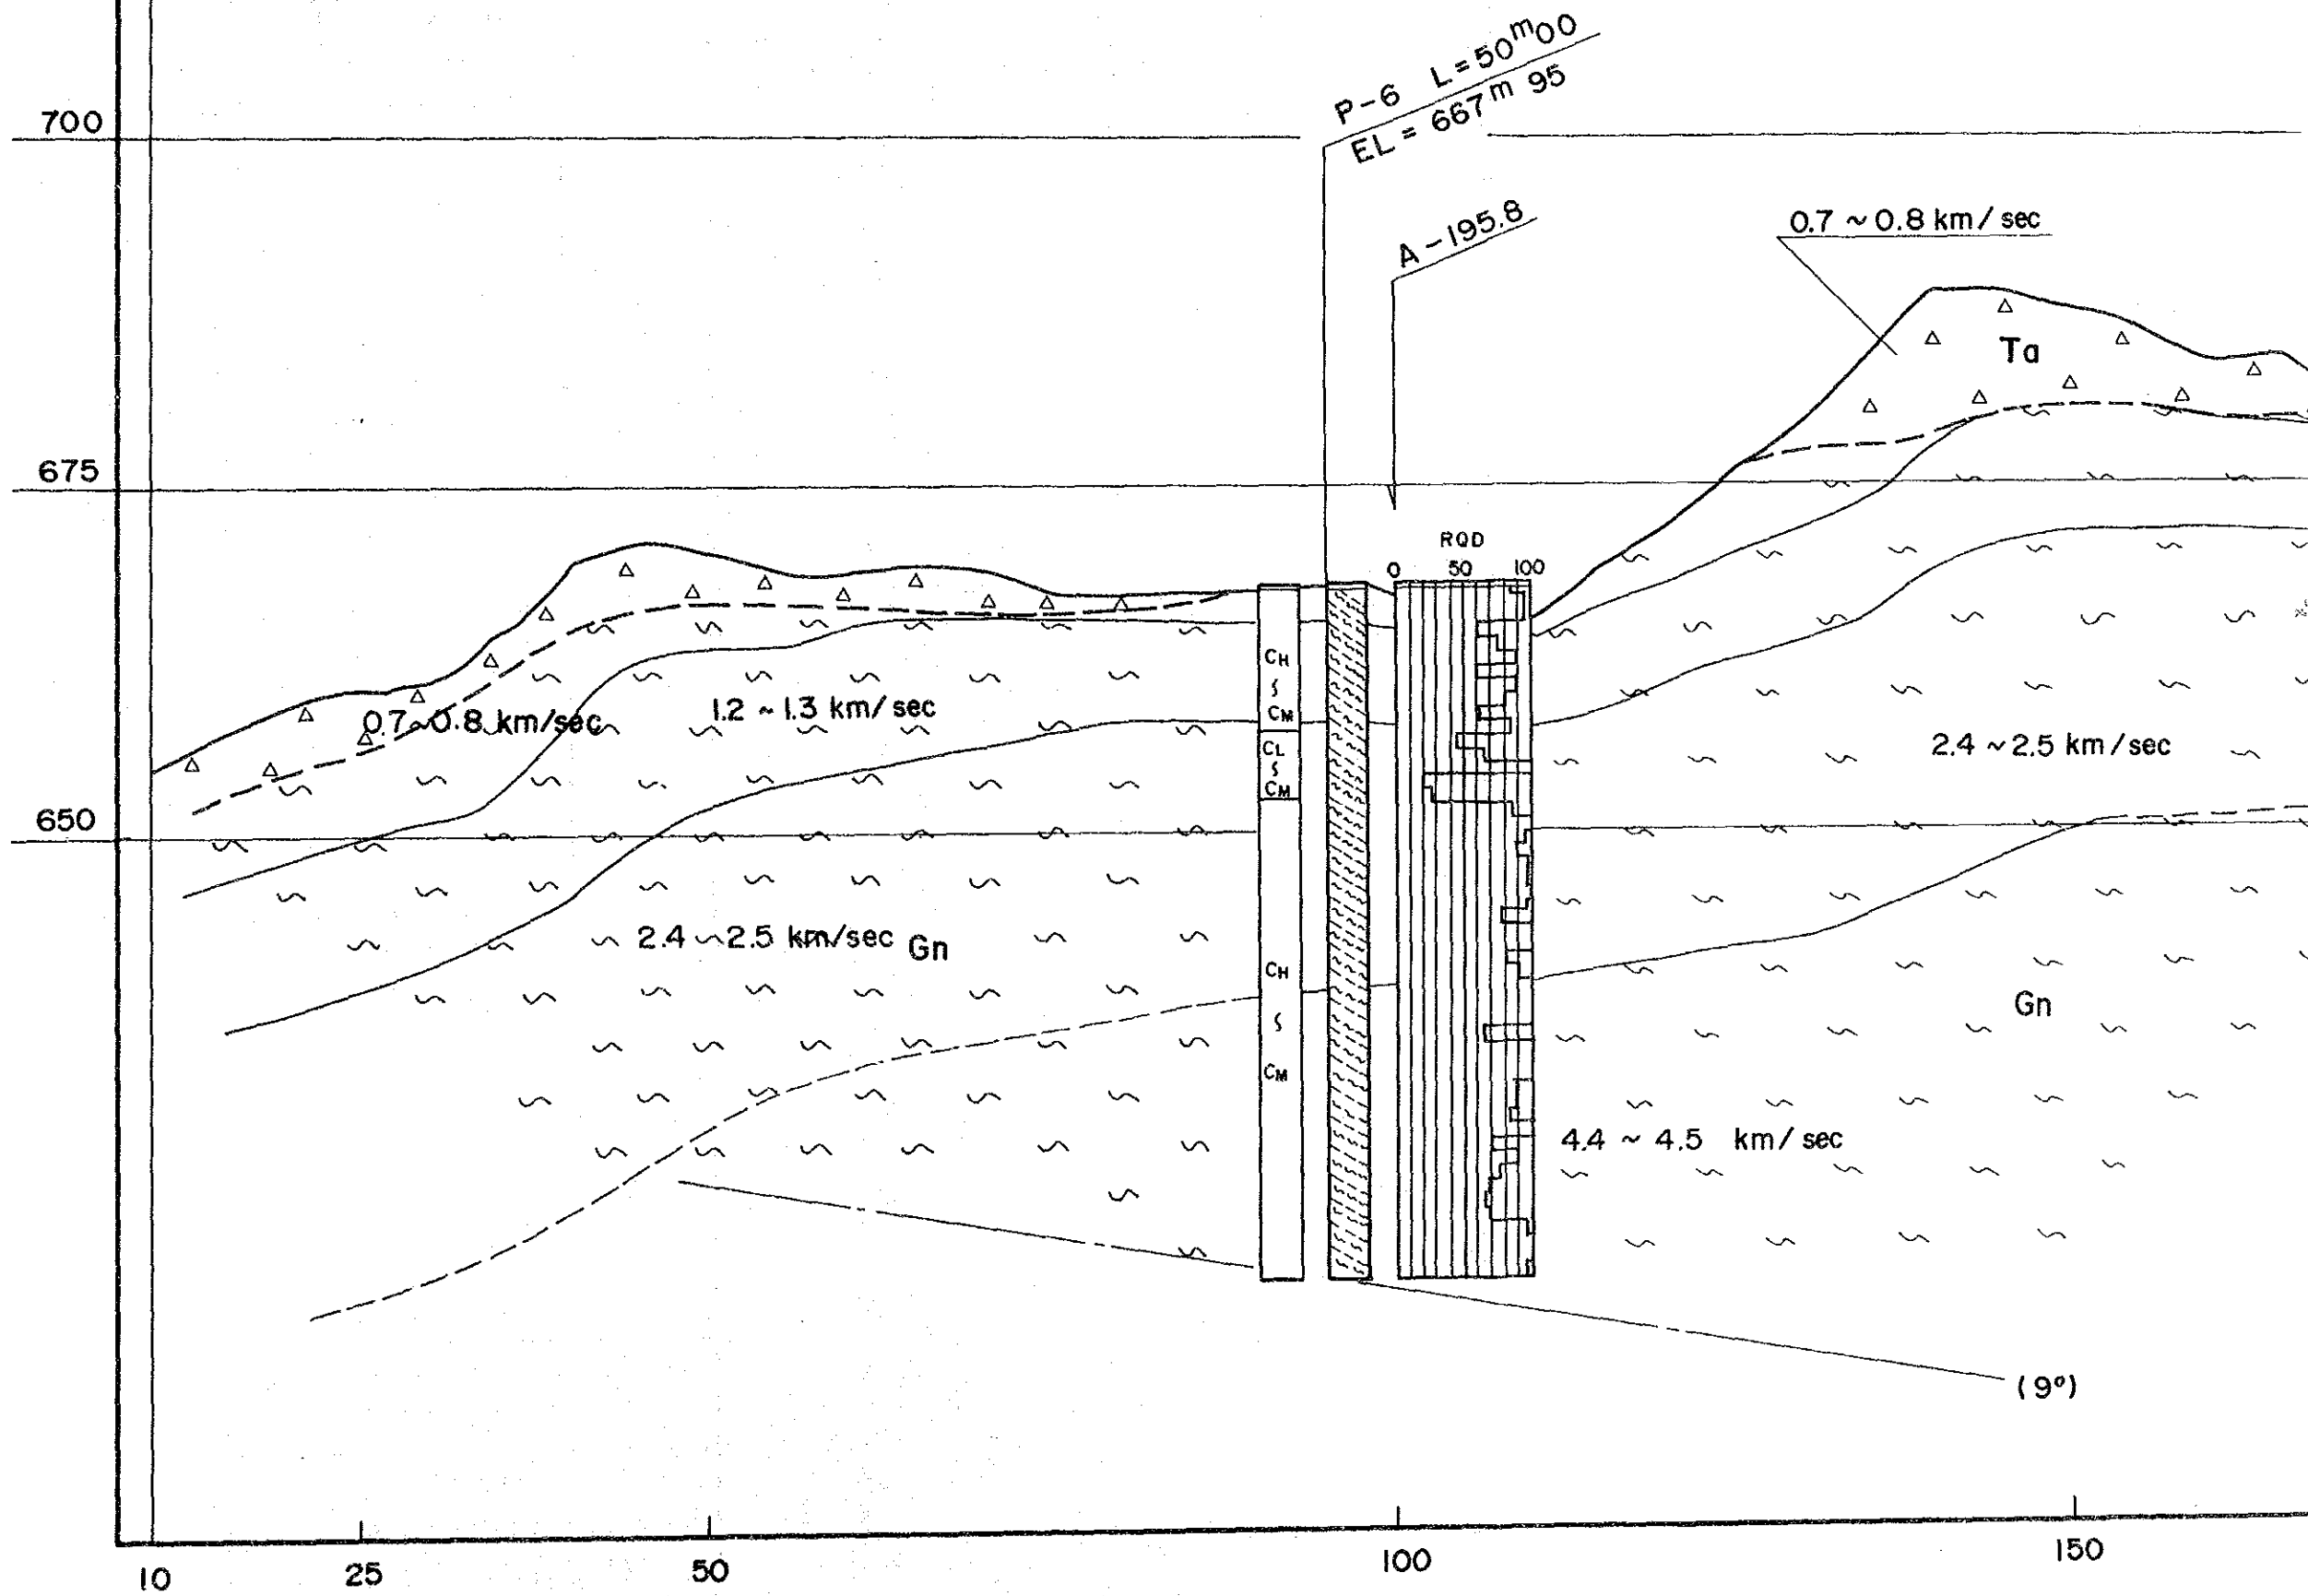 P-6 L=50m00
EL = 667m 95
700
A-195.8
0.7 ~ 0.8 km/sec
Ta
675
RQD
0 50 100
CH
CM
0.7~0.8 km/sec
1.2 ~ 1.3 km/sec
CL
CM
2.4 ~ 2.5 km/sec
650
2.4 ~ 2.5 km/sec
Gn
CH
CM
Gn
4.4 ~ 4.5 km/sec
(9°)
10 25 50 100 150